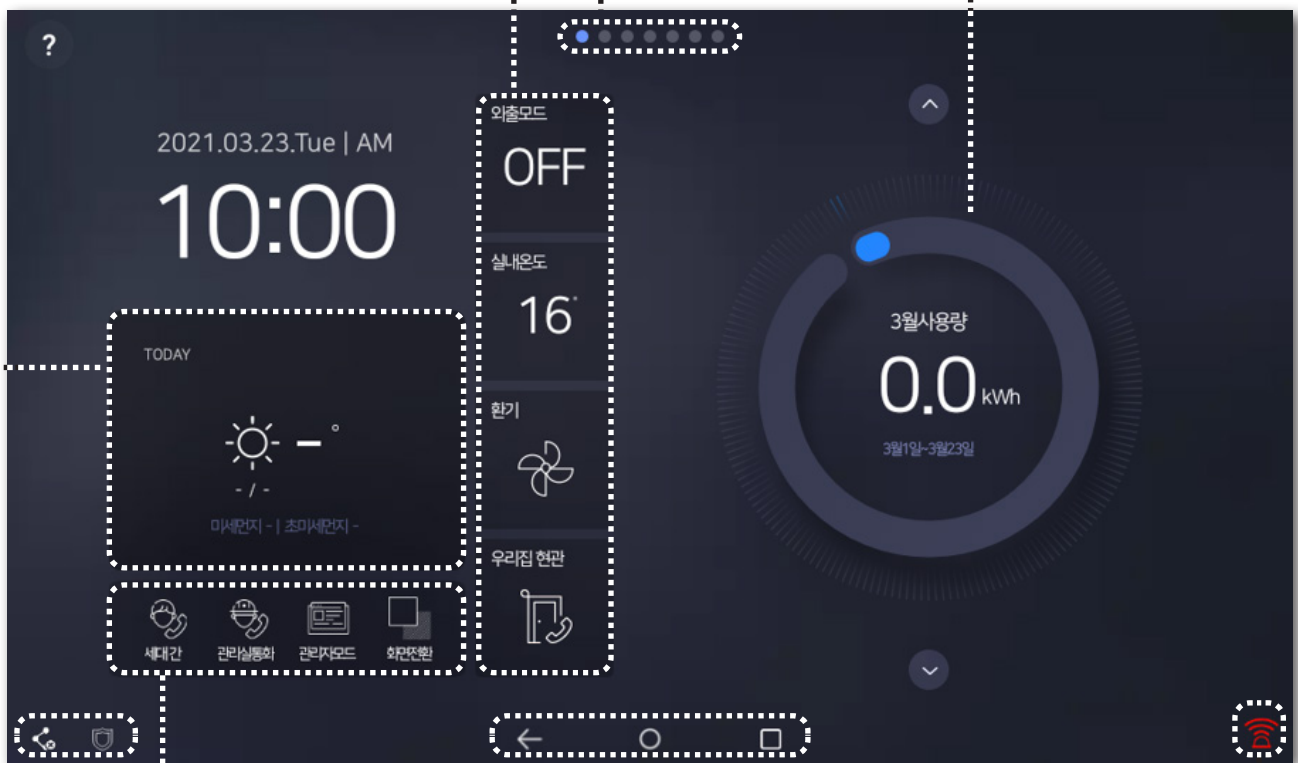 ?
2021.03.23.Tue | AM
10:00
TODAY
- °
- / -
미세먼지 - | 초미세먼지 -
세대 간
관리실통화
관리자모드
화면전환
외출모드
OFF
실내온도
16°
환기
우리집 현관
3월사용량
0.0 kWh
3월1일~3월23일